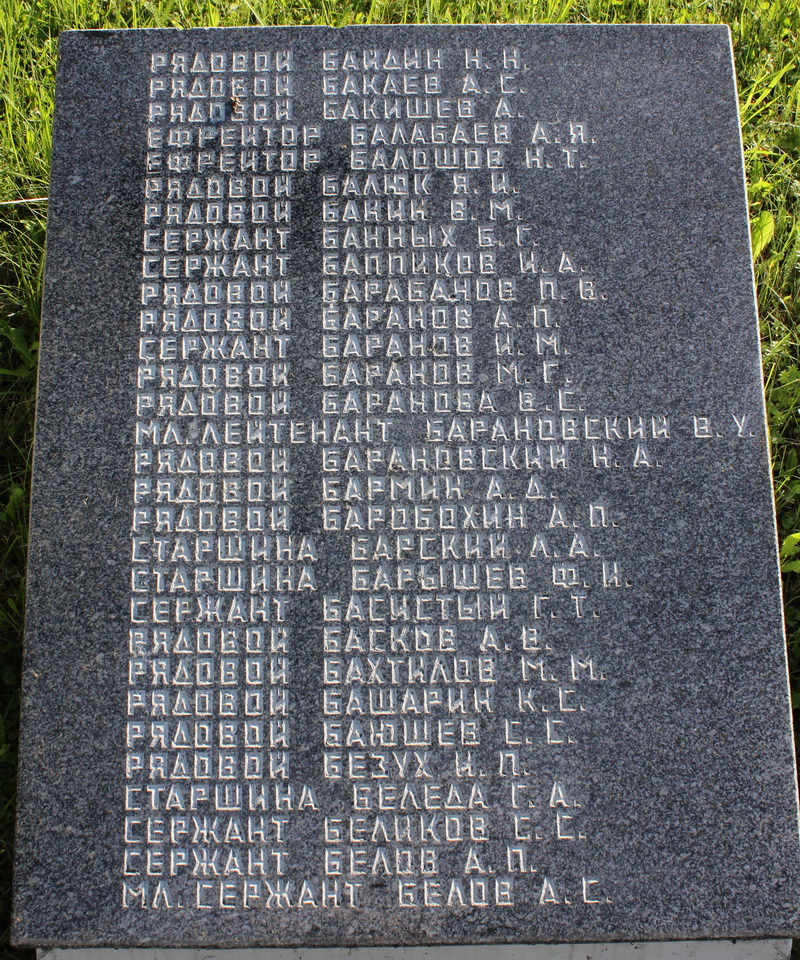 РЯДОВОЙ БАЙДИН Н. Н.
РЯДОВОЙ БАКАЕВ А. С.
РЯДОВОЙ БАКИШЕВ А.
ЕФРЕЙТОР БАЛАБАЕВ А. Я.
ЕФРЕЙТОР БАЛОШОВ Н. Т.
РЯДОВОЙ БАЛЮК Я. И.
РЯДОВОЙ БАНИН В. М.
СЕРЖАНТ БАННЫХ Б. Г.
СЕРЖАНТ БАППИКОВ И. А.
РЯДОВОЙ БАРАБАНОВ П. В.
РЯДОВОЙ БАРАНОВ А. П.
СЕРЖАНТ БАРАНОВ И. М.
РЯДОВОЙ БАРАНОВ М. Г.
РЯДОВОЙ БАРАНОВА В. С.
МЛ. ЛЕЙТЕНАНТ БАРАНОВСКИЙ В. У.
РЯДОВОЙ БАРАНОВСКИЙ Н. А.
РЯДОВОЙ БАРМИН А. Д.
РЯДОВОЙ БАРОБОХИН А. П.
СТАРШИНА БАРСКИЙ Л. А.
СТАРШИНА БАРЫШЕВ Ф. И.
СЕРЖАНТ БАСИСТЫЙ Г. Т.
РЯДОВОЙ БАСКОВ А. В.
РЯДОВОЙ БАХТИЛОВ М. М.
РЯДОВОЙ БАШАРИН К. С.
РЯДОВОЙ БАЮШЕВ С. С.
РЯДОВОЙ БЕЗУХ И. П.
СТАРШИНА БЕЛЕДА Г. А.
СЕРЖАНТ БЕЛИКОВ С. С.
СЕРЖАНТ БЕЛОВ А. П.
МЛ. СЕРЖАНТ БЕЛОВ А. С.